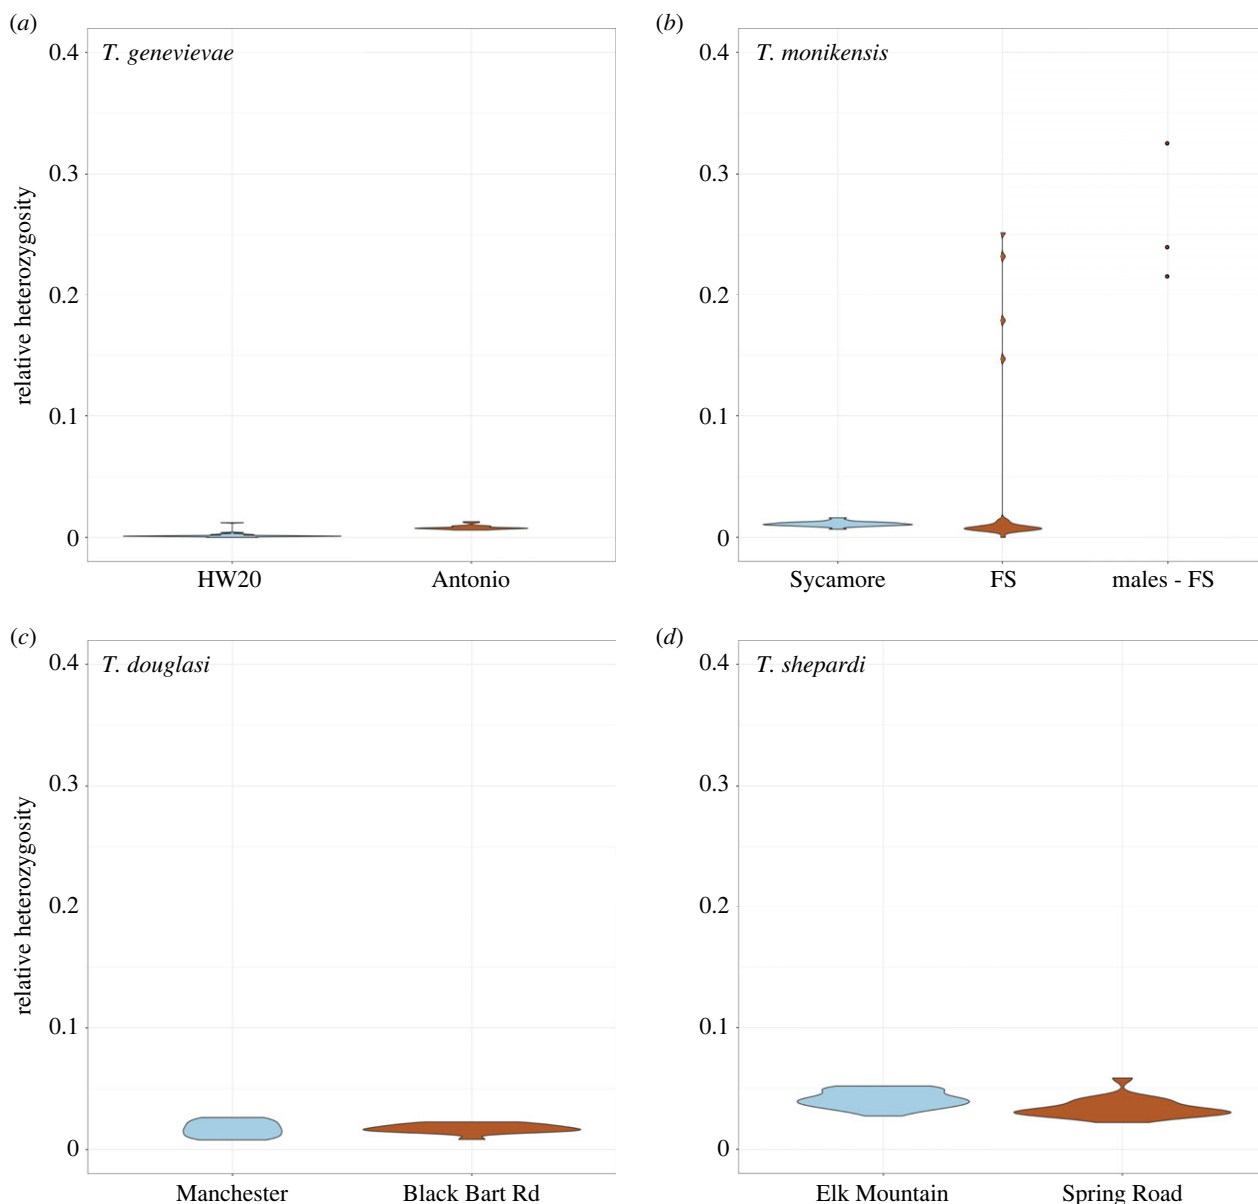 (a)
T. genevievae
0.4
0.3
0.2
0.1
0
relative heterozygosity
HW20 Antonio
(b)
T. monikensis
0.4
0.3
0.2
0.1
0
Sycamore FS males - FS
(c)
T. douglasi
0.4
0.3
0.2
0.1
0
relative heterozygosity
Manchester Black Bart Rd
(d)
T. shepardi
0.4
0.3
0.2
0.1
0
Elk Mountain Spring Road